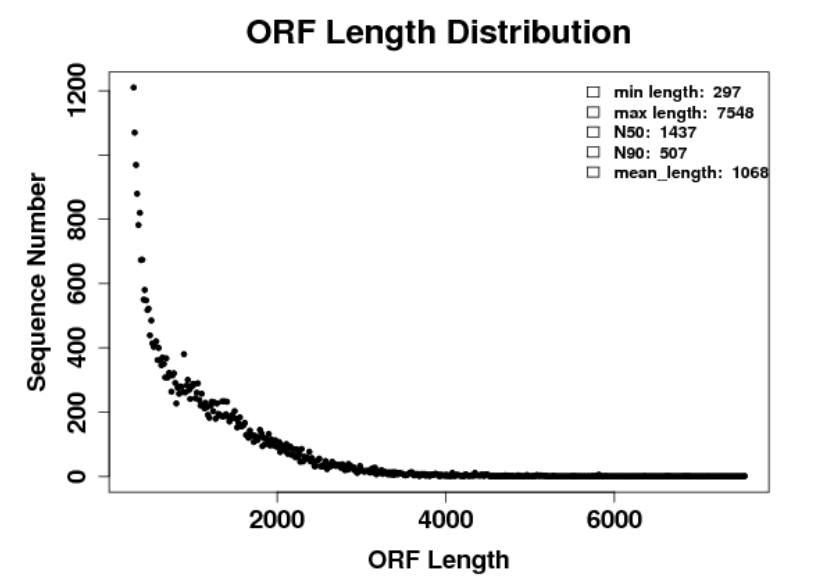 ORF Length Distribution
min length: 297
max length: 7548
N50: 1437
N90: 507
mean_length: 1068
1200
800
600
400
200
0
Sequence Number
2000 4000 6000
ORF Length